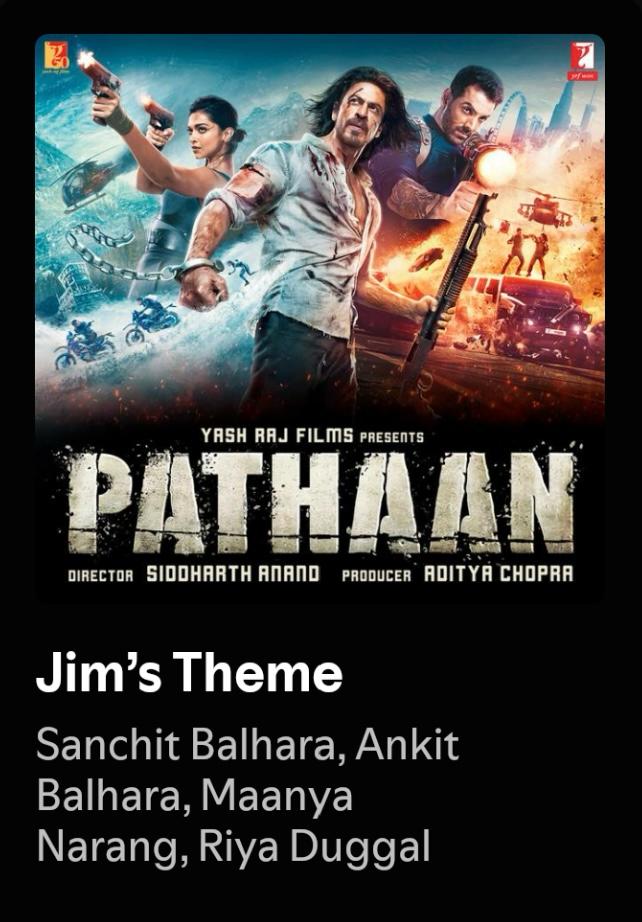 50
YASH RAJ FILMS PRESENTS
PATHAAN
DIRECTOR SIDDHARTH ANAND PRODUCER ADITYA CHOPRA
Jim’s Theme
Sanchit Balhara, Ankit
Balhara, Maanya
Narang, Riya Duggal